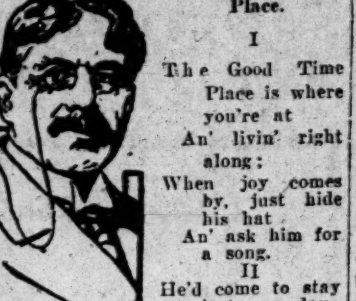 Place.
I
The Good Time
Place is where
you're at
An' livin' right
along;
When joy comes
by, just hide
his hat
An' ask him for
a song.
II
He'd come to stay